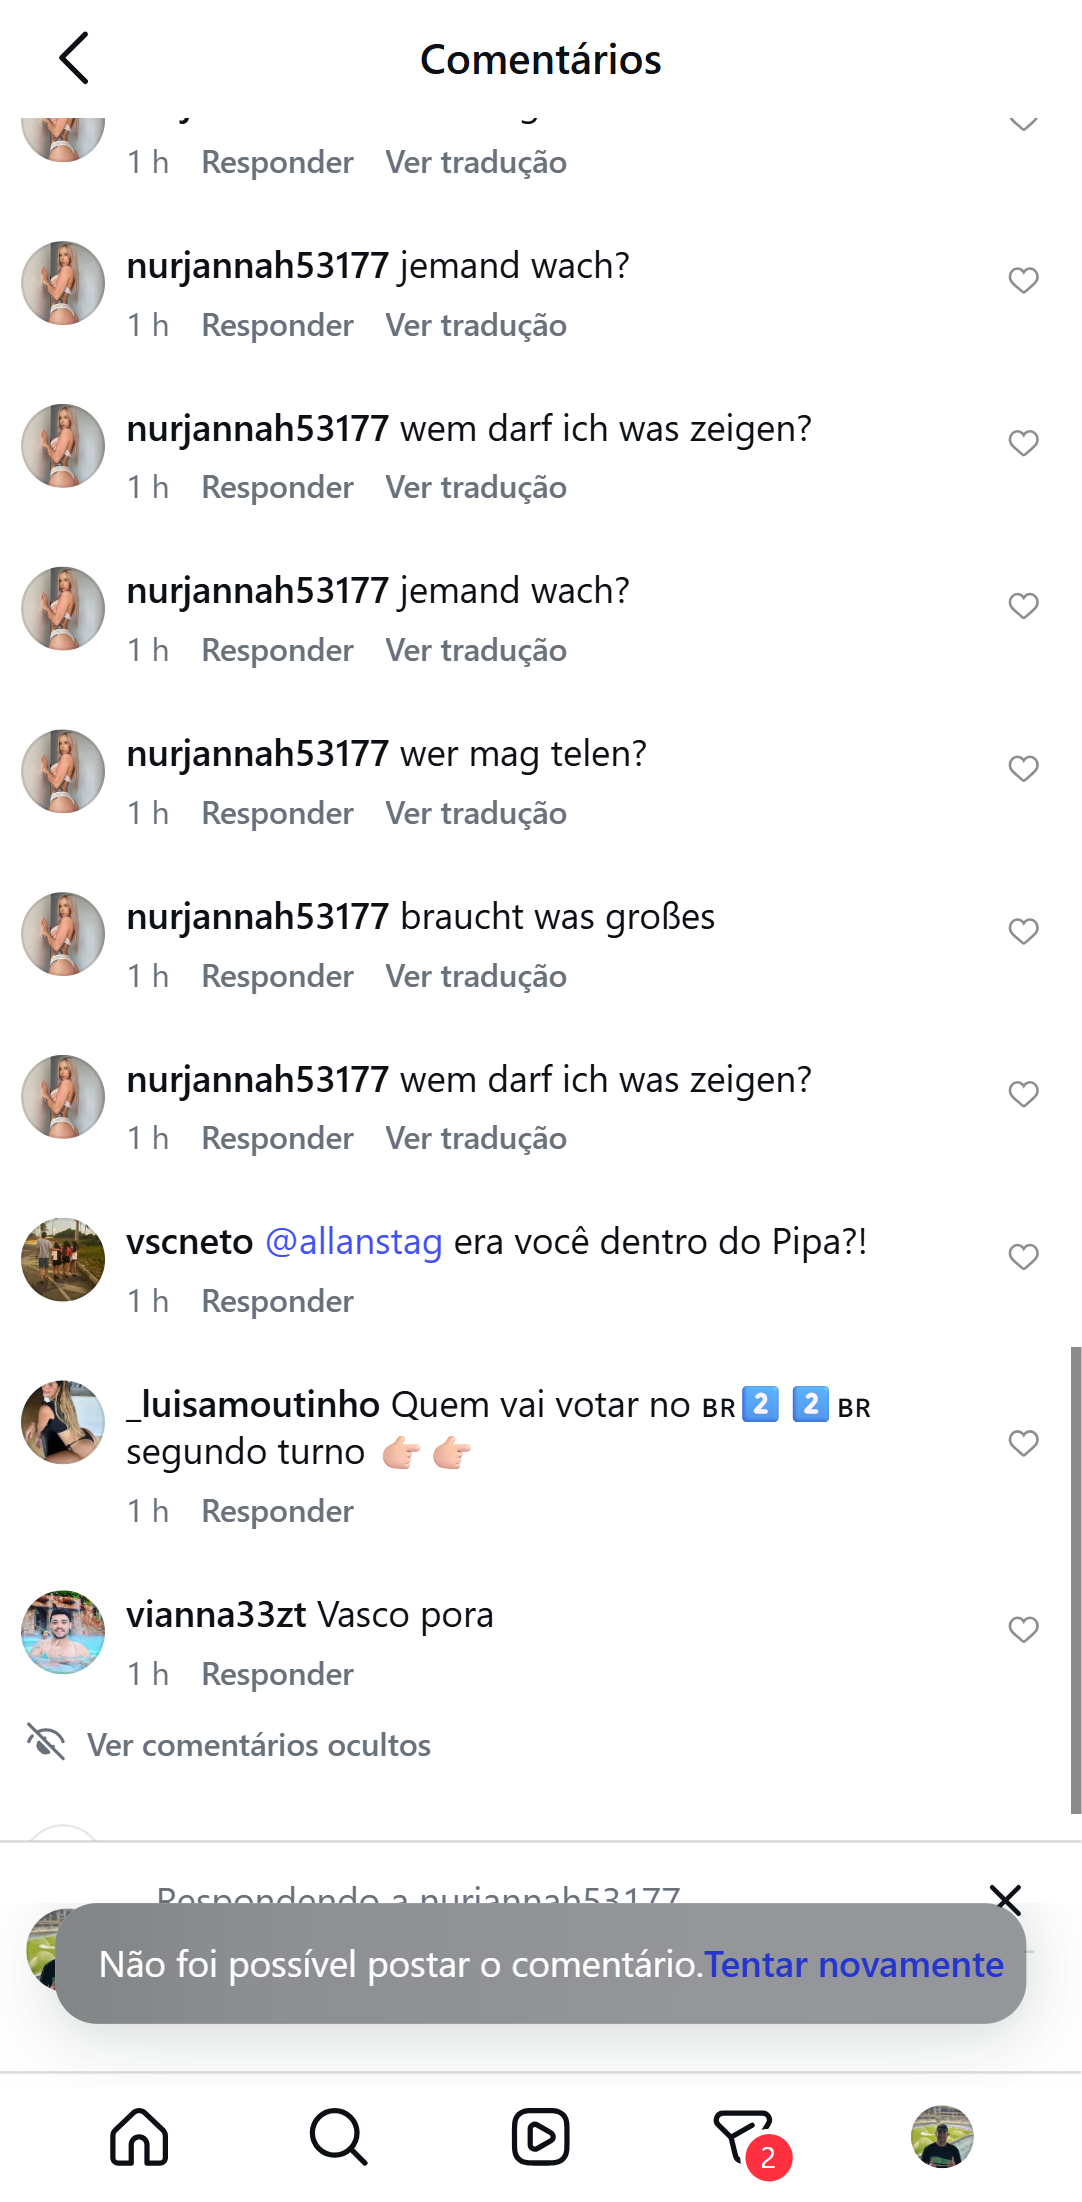 Comentários
1 h Responder Ver tradução
nurjannah53177 jemand wach?
1 h Responder Ver tradução
nurjannah53177 wem darf ich was zeigen?
1 h Responder Ver tradução
nurjannah53177 jemand wach?
1 h Responder Ver tradução
nurjannah53177 wer mag telen?
1 h Responder Ver tradução
nurjannah53177 braucht was großes
1 h Responder Ver tradução
nurjannah53177 wem darf ich was zeigen?
1 h Responder Ver tradução
vscneto @allanstag era você dentro do Pipa?!
1 h Responder
_luisamoutinho Quem vai votar no 🇧🇷2️⃣ 2️⃣🇧🇷
segundo turno 👉🏻👉🏻
1 h Responder
vianna33zt Vasco pora
1 h Responder
Ver comentários ocultos
Respondendo a nurjannah53177
Não foi possível postar o comentário.Tentar novamente
2